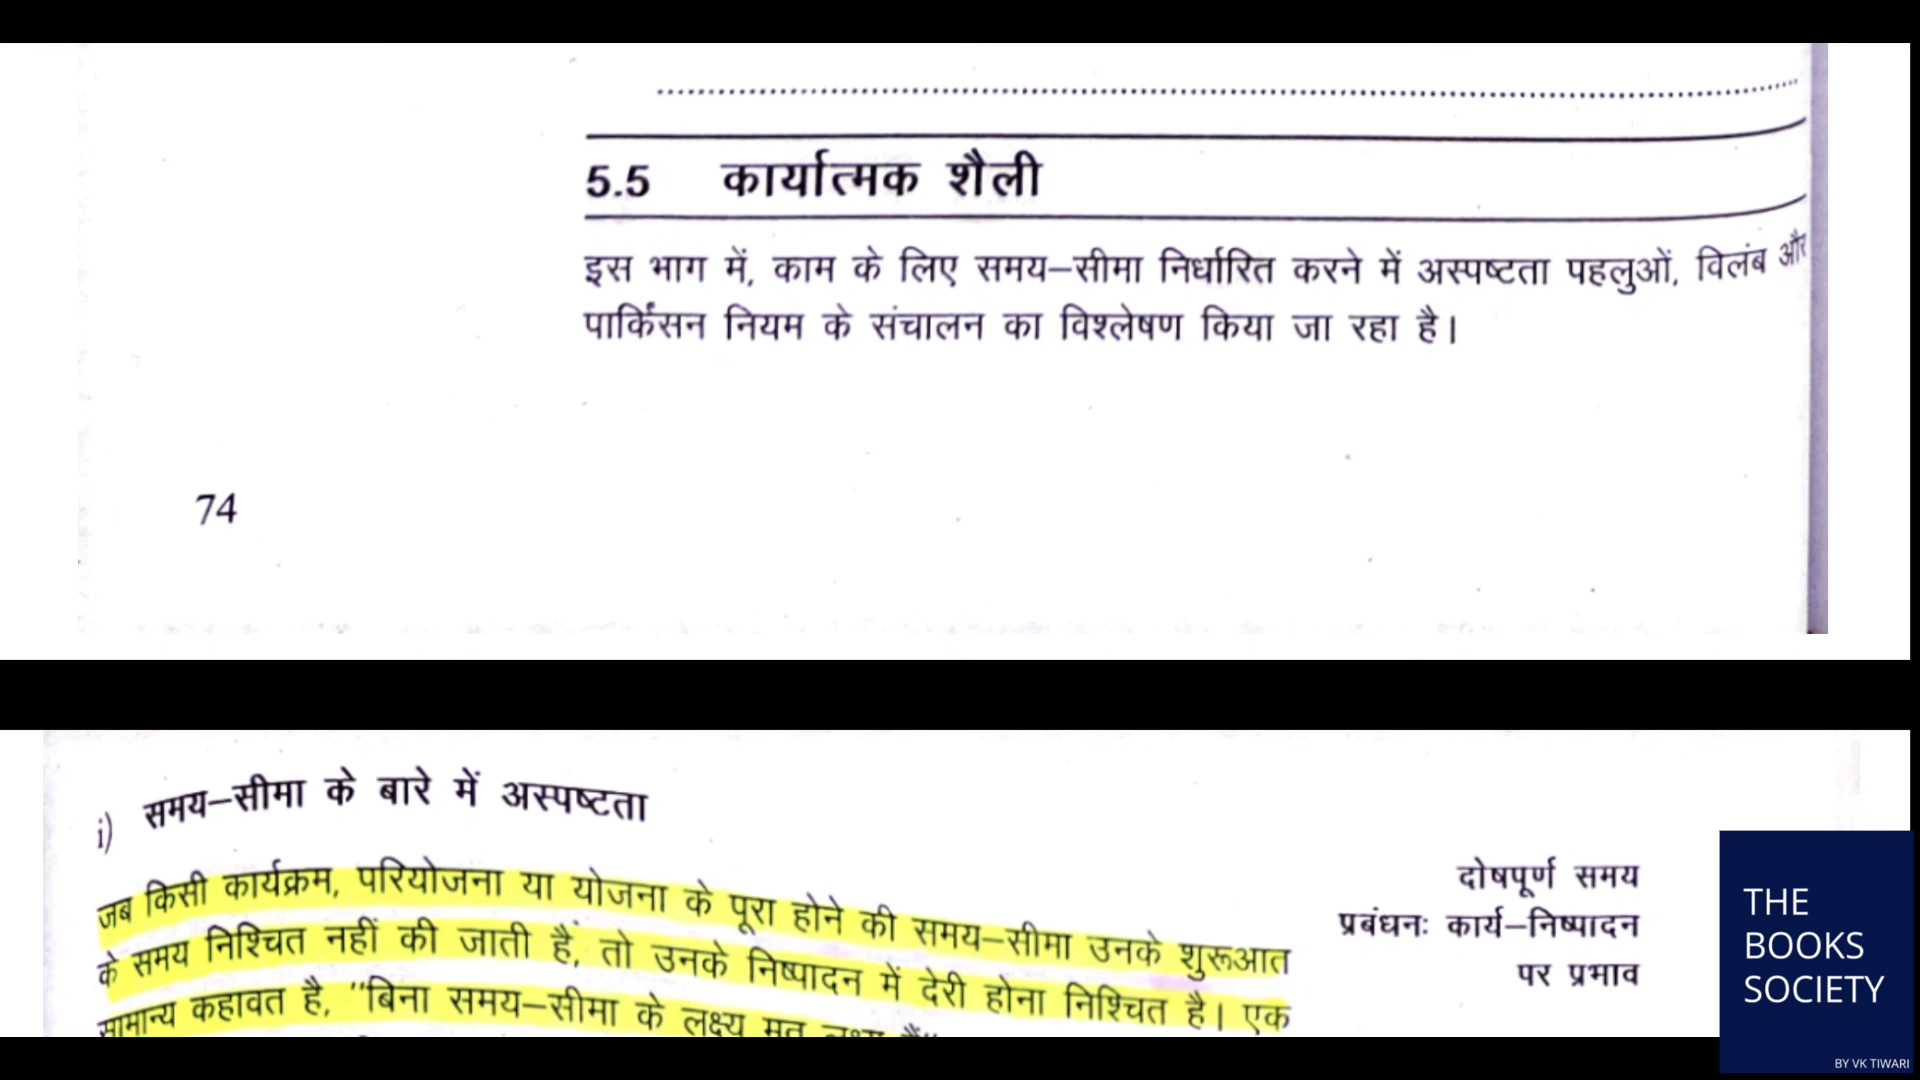 5.5 कार्यात्मक शैली
इस भाग में, काम के लिए समय–सीमा निर्धारित करने में अस्पष्टता पहलुओं, विलंब और
पार्किंसन नियम के संचालन का विश्लेषण किया जा रहा है।
74
i) समय–सीमा के बारे में अस्पष्टता
जब किसी कार्यक्रम, परियोजना या योजना के पूरा होने की समय–सीमा उनके शुरूआत
के समय निश्चित नहीं की जाती है, तो उनके निष्पादन में देरी होना निश्चित है। एक
सामान्य कहावत है, "बिना समय–सीमा के लक्ष्य मृत
दोषपूर्ण समय
प्रबंधनः कार्य–निष्पादन
पर प्रभाव
THE
BOOKS
SOCIETY
BY VK TIWARI